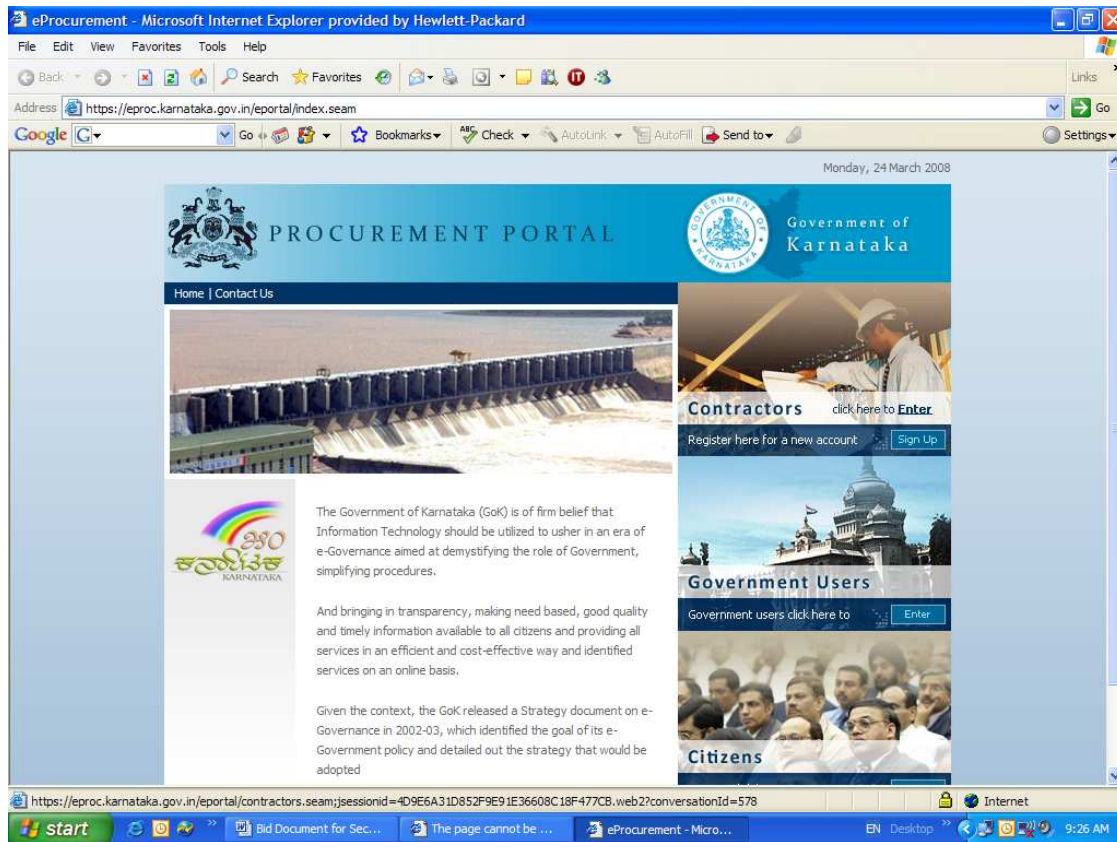 eProcurement - Microsoft Internet Explorer provided by Hewlett-Packard
File Edit View Favorites Tools Help
Back Search Favorites Links
Address https://eproc.karnataka.gov.in/eportal/index.seam Go
Google G Go Bookmarks ABC Check AutoLink AutoFill Send to Settings
Monday, 24 March 2008
PROCUREMENT PORTAL
GOVERNMENT OF KARNATAKA
Government of
Karnataka
Home | Contact Us
Contractors click here to Enter
Register here for a new account Sign Up
ಕರ್ನಾಟಕ
KARNATAKA
The Government of Karnataka (GoK) is of firm belief that
Information Technology should be utilized to usher in an era of
e-Governance aimed at demystifying the role of Government,
simplifying procedures.
And bringing in transparency, making need based, good quality
and timely information available to all citizens and providing all
services in an efficient and cost-effective way and identified
services on an online basis.
Given the context, the GoK released a Strategy document on e-
Governance in 2002-03, which identified the goal of its e-
Government policy and detailed out the strategy that would be
adopted
Government Users
Government users click here to Enter
Citizens
https://eproc.karnataka.gov.in/eportal/contractors.seam;jsessionid=4D9E6A31D852F9E91E36608C18F477CB.web2?conversationId=578 Internet
start Bid Document for Sec... The page cannot be ... eProcurement - Micro... EN Desktop 9:26 AM